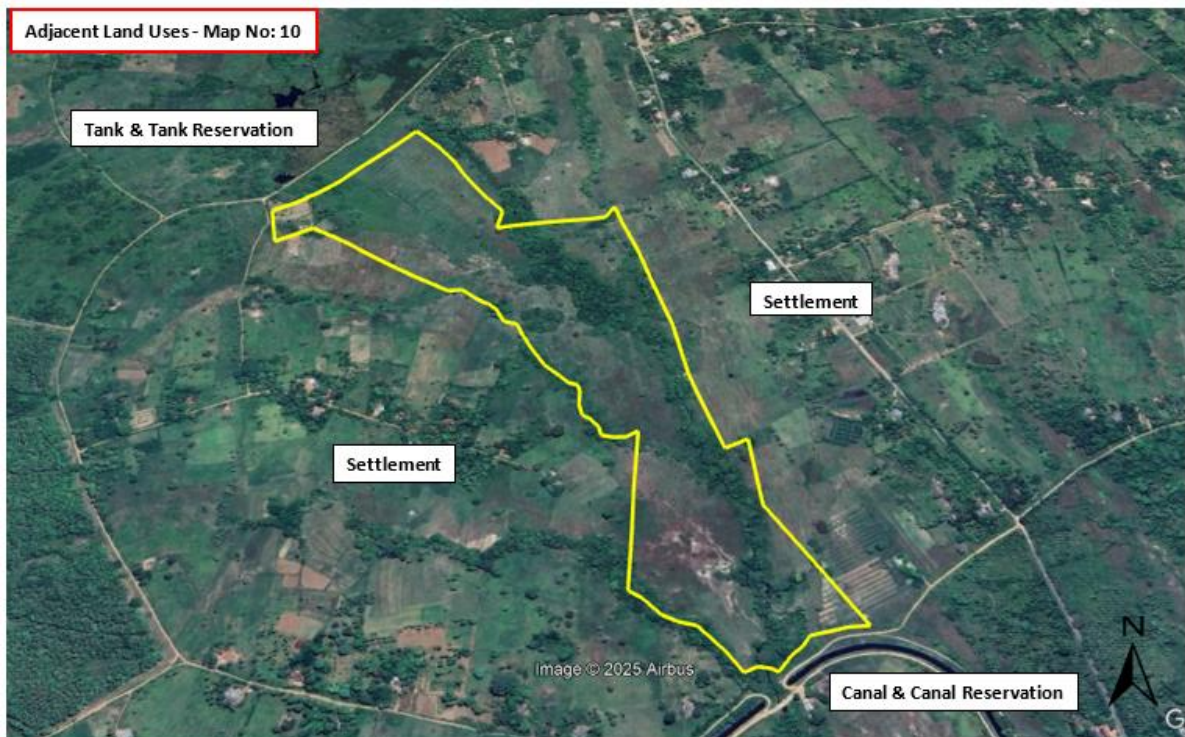 Adjacent Land Uses - Map No: 10
Tank & Tank Reservation
Settlement
Settlement
Image © 2025 Airbus
N
Canal & Canal Reservation
G